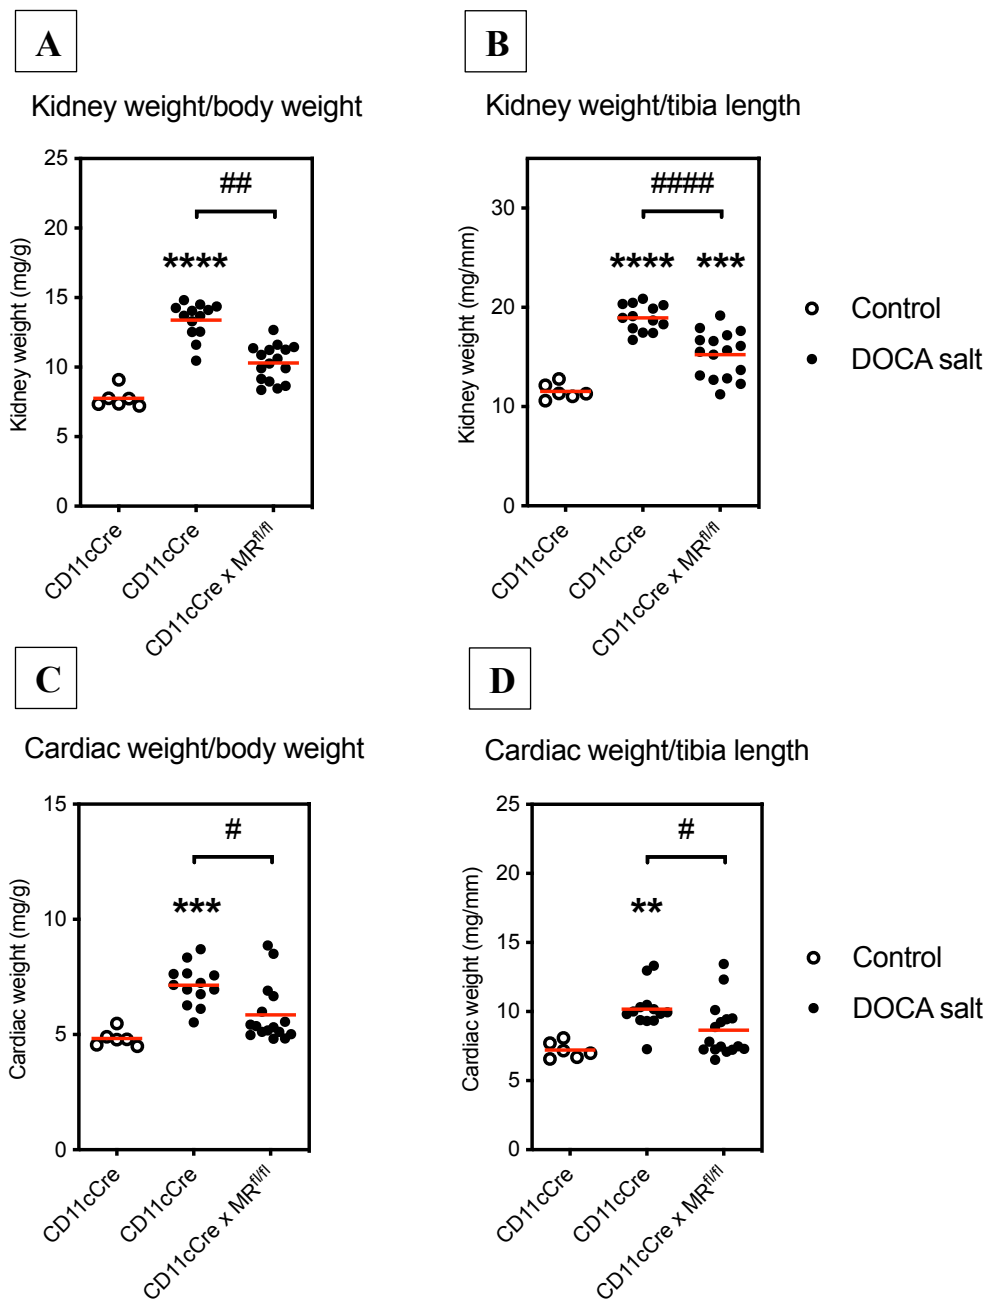 A
Kidney weight/body weight
Kidney weight (mg/g)
25
20
15
10
5
0
##
****
CD11cCre
CD11cCre
CD11cCre x MRfl/fl
B
Kidney weight/tibia length
Kidney weight (mg/mm)
30
20
10
0
####
**** ***
CD11cCre
CD11cCre
CD11cCre x MRfl/fl
Control
DOCA salt
C
Cardiac weight/body weight
Cardiac weight (mg/g)
15
10
5
0
#
***
CD11cCre
CD11cCre
CD11cCre x MRfl/fl
D
Cardiac weight/tibia length
Cardiac weight (mg/mm)
25
20
15
10
5
0
#
**
CD11cCre
CD11cCre
CD11cCre x MRfl/fl
Control
DOCA salt